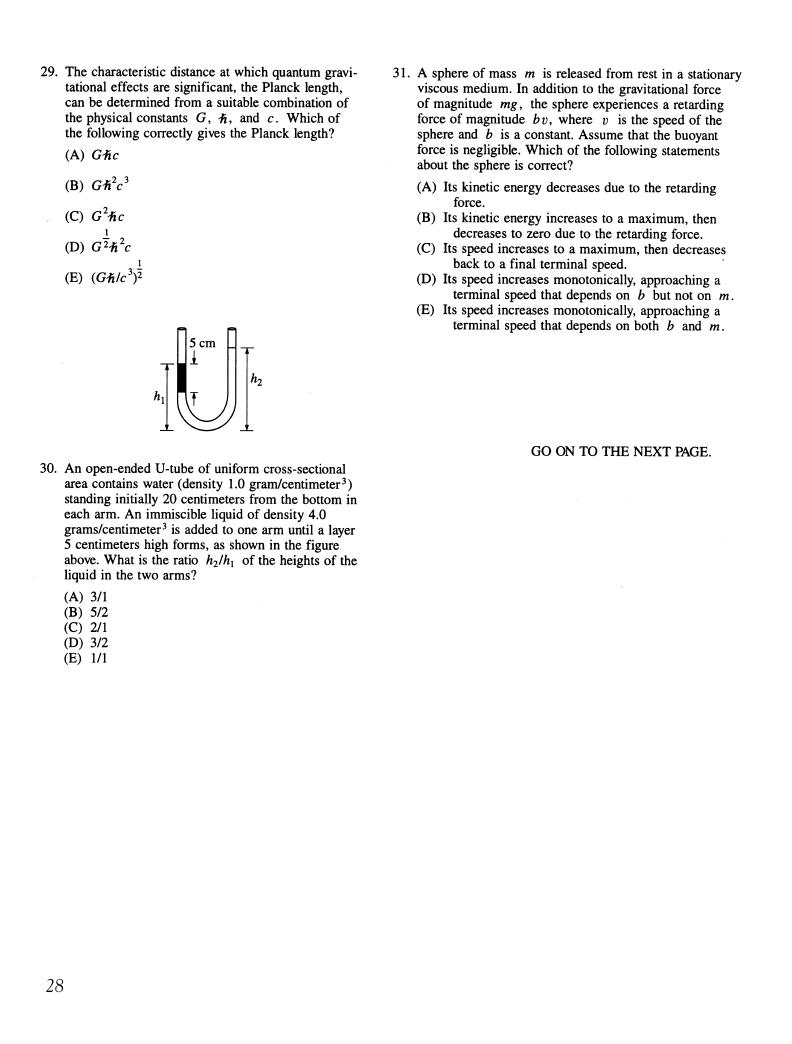 29. The characteristic distance at which quantum gravi-
tational effects are significant, the Planck length,
can be determined from a suitable combination of
the physical constants G, ℏ, and c. Which of
the following correctly gives the Planck length?
(A) Gℏc
(B) Gℏ²c³
(C) G²ℏc
(D) G^(1/2)ℏ²c
(E) (Gℏ/c³)^(1/2)
5 cm
h₂
h₁
30. An open-ended U-tube of uniform cross-sectional
area contains water (density 1.0 gram/centimeter³)
standing initially 20 centimeters from the bottom in
each arm. An immiscible liquid of density 4.0
grams/centimeter³ is added to one arm until a layer
5 centimeters high forms, as shown in the figure
above. What is the ratio h₂/h₁ of the heights of the
liquid in the two arms?
(A) 3/1
(B) 5/2
(C) 2/1
(D) 3/2
(E) 1/1
31. A sphere of mass m is released from rest in a stationary
viscous medium. In addition to the gravitational force
of magnitude mg, the sphere experiences a retarding
force of magnitude bv, where v is the speed of the
sphere and b is a constant. Assume that the buoyant
force is negligible. Which of the following statements
about the sphere is correct?
(A) Its kinetic energy decreases due to the retarding
force.
(B) Its kinetic energy increases to a maximum, then
decreases to zero due to the retarding force.
(C) Its speed increases to a maximum, then decreases
back to a final terminal speed.
(D) Its speed increases monotonically, approaching a
terminal speed that depends on b but not on m.
(E) Its speed increases monotonically, approaching a
terminal speed that depends on both b and m.
GO ON TO THE NEXT PAGE.
28